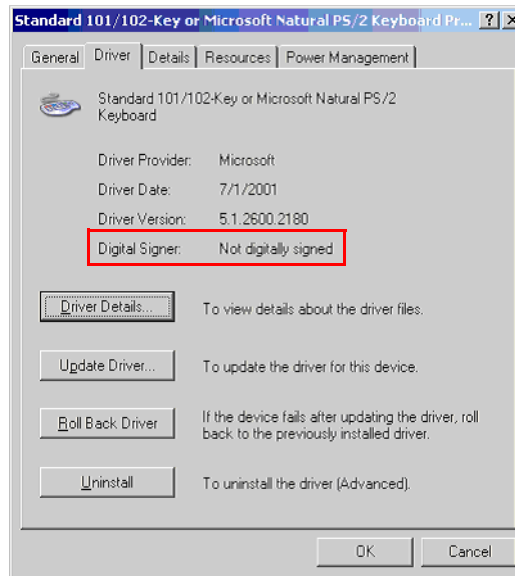 Standard 101/102-Key or Microsoft Natural PS/2 Keyboard Pr... ? X
General Driver Details Resources Power Management
Standard 101/102-Key or Microsoft Natural PS/2
Keyboard
Driver Provider: Microsoft
Driver Date: 7/1/2001
Driver Version: 5.1.2600.2180
Digital Signer: Not digitally signed
Driver Details...
To view details about the driver files.
Update Driver...
To update the driver for this device.
Roll Back Driver
If the device fails after updating the driver, roll
back to the previously installed driver.
Uninstall
To uninstall the driver (Advanced).
OK Cancel